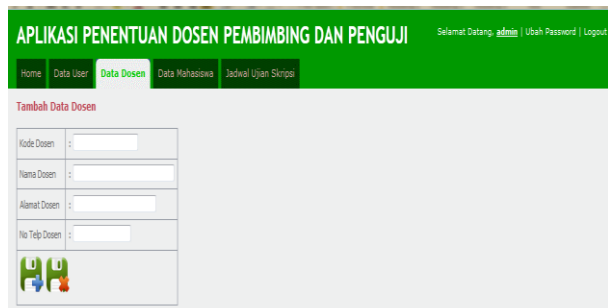 APLIKASI PENENTUAN DOSEN PEMBIMBING DAN PENGUJI
Selamat Datang, admin | Ubah Password | Logout
Home Data User Data Dosen Data Mahasiswa Jadwal Ujian Skripsi
Tambah Data Dosen
Kode Dosen :
Nama Dosen :
Alamat Dosen :
No Telp Dosen :